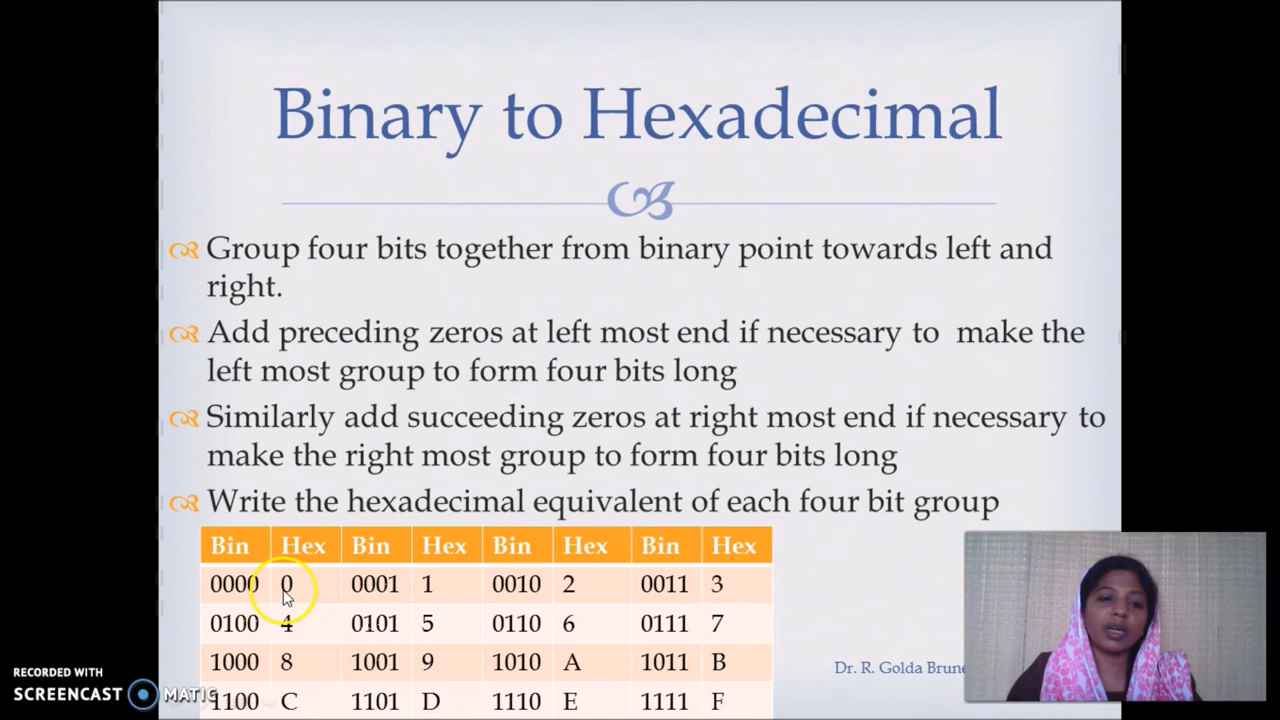 Binary to Hexadecimal
Group four bits together from binary point towards left and
right.
Add preceding zeros at left most end if necessary to make the
left most group to form four bits long
Similarly add succeeding zeros at right most end if necessary to
make the right most group to form four bits long
Write the hexadecimal equivalent of each four bit group
Bin Hex Bin Hex Bin Hex Bin Hex
0000 0 0001 1 0010 2 0011 3
0100 4 0101 5 0110 6 0111 7
1000 8 1001 9 1010 A 1011 B
1100 C 1101 D 1110 E 1111 F
Dr. R. Golda Brune
RECORDED WITH
SCREENCAST MATIC